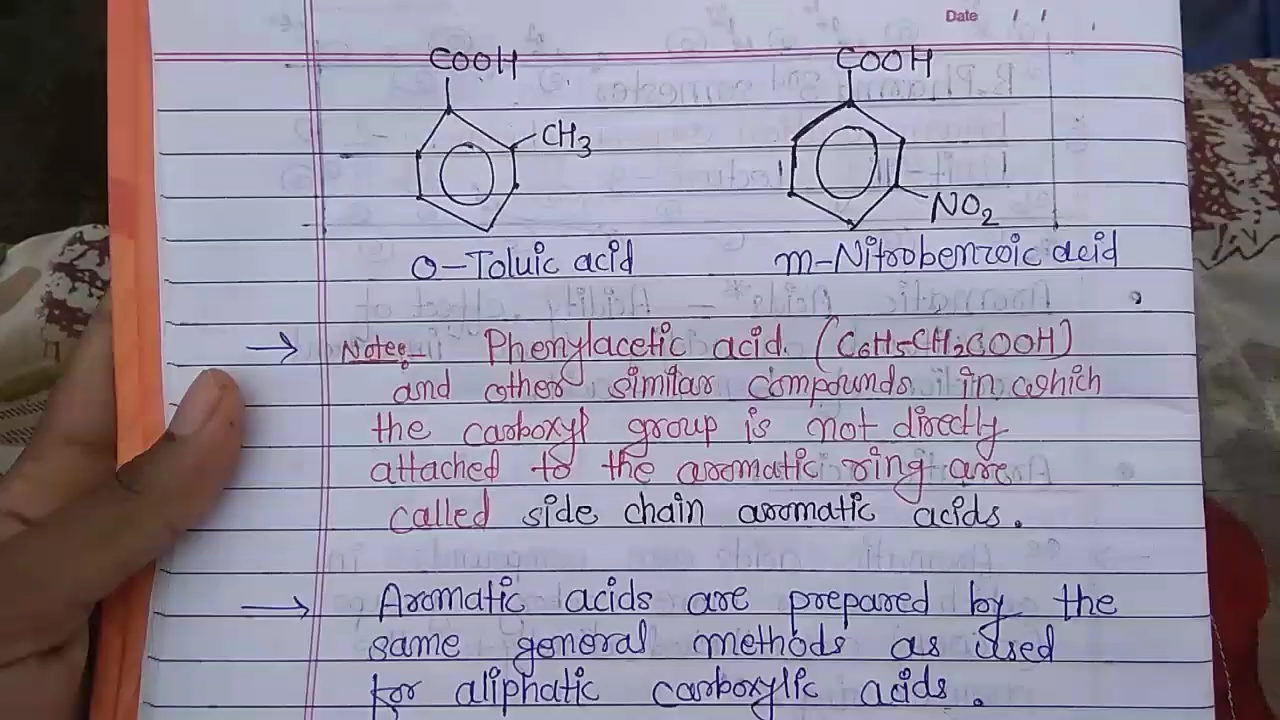 Date / /
COOH COOH
CH3
NO2
o-Toluic acid m-Nitrobenzoic acid
→ Note:- Phenylacetic acid. (C6H5-CH2COOH)
and other similar compounds in which
the carboxyl group is not directly
attached to the aromatic ring are
called side chain aromatic acids.
→ Aromatic acids are prepared by the
same general methods as used
for aliphatic carboxylic acids.